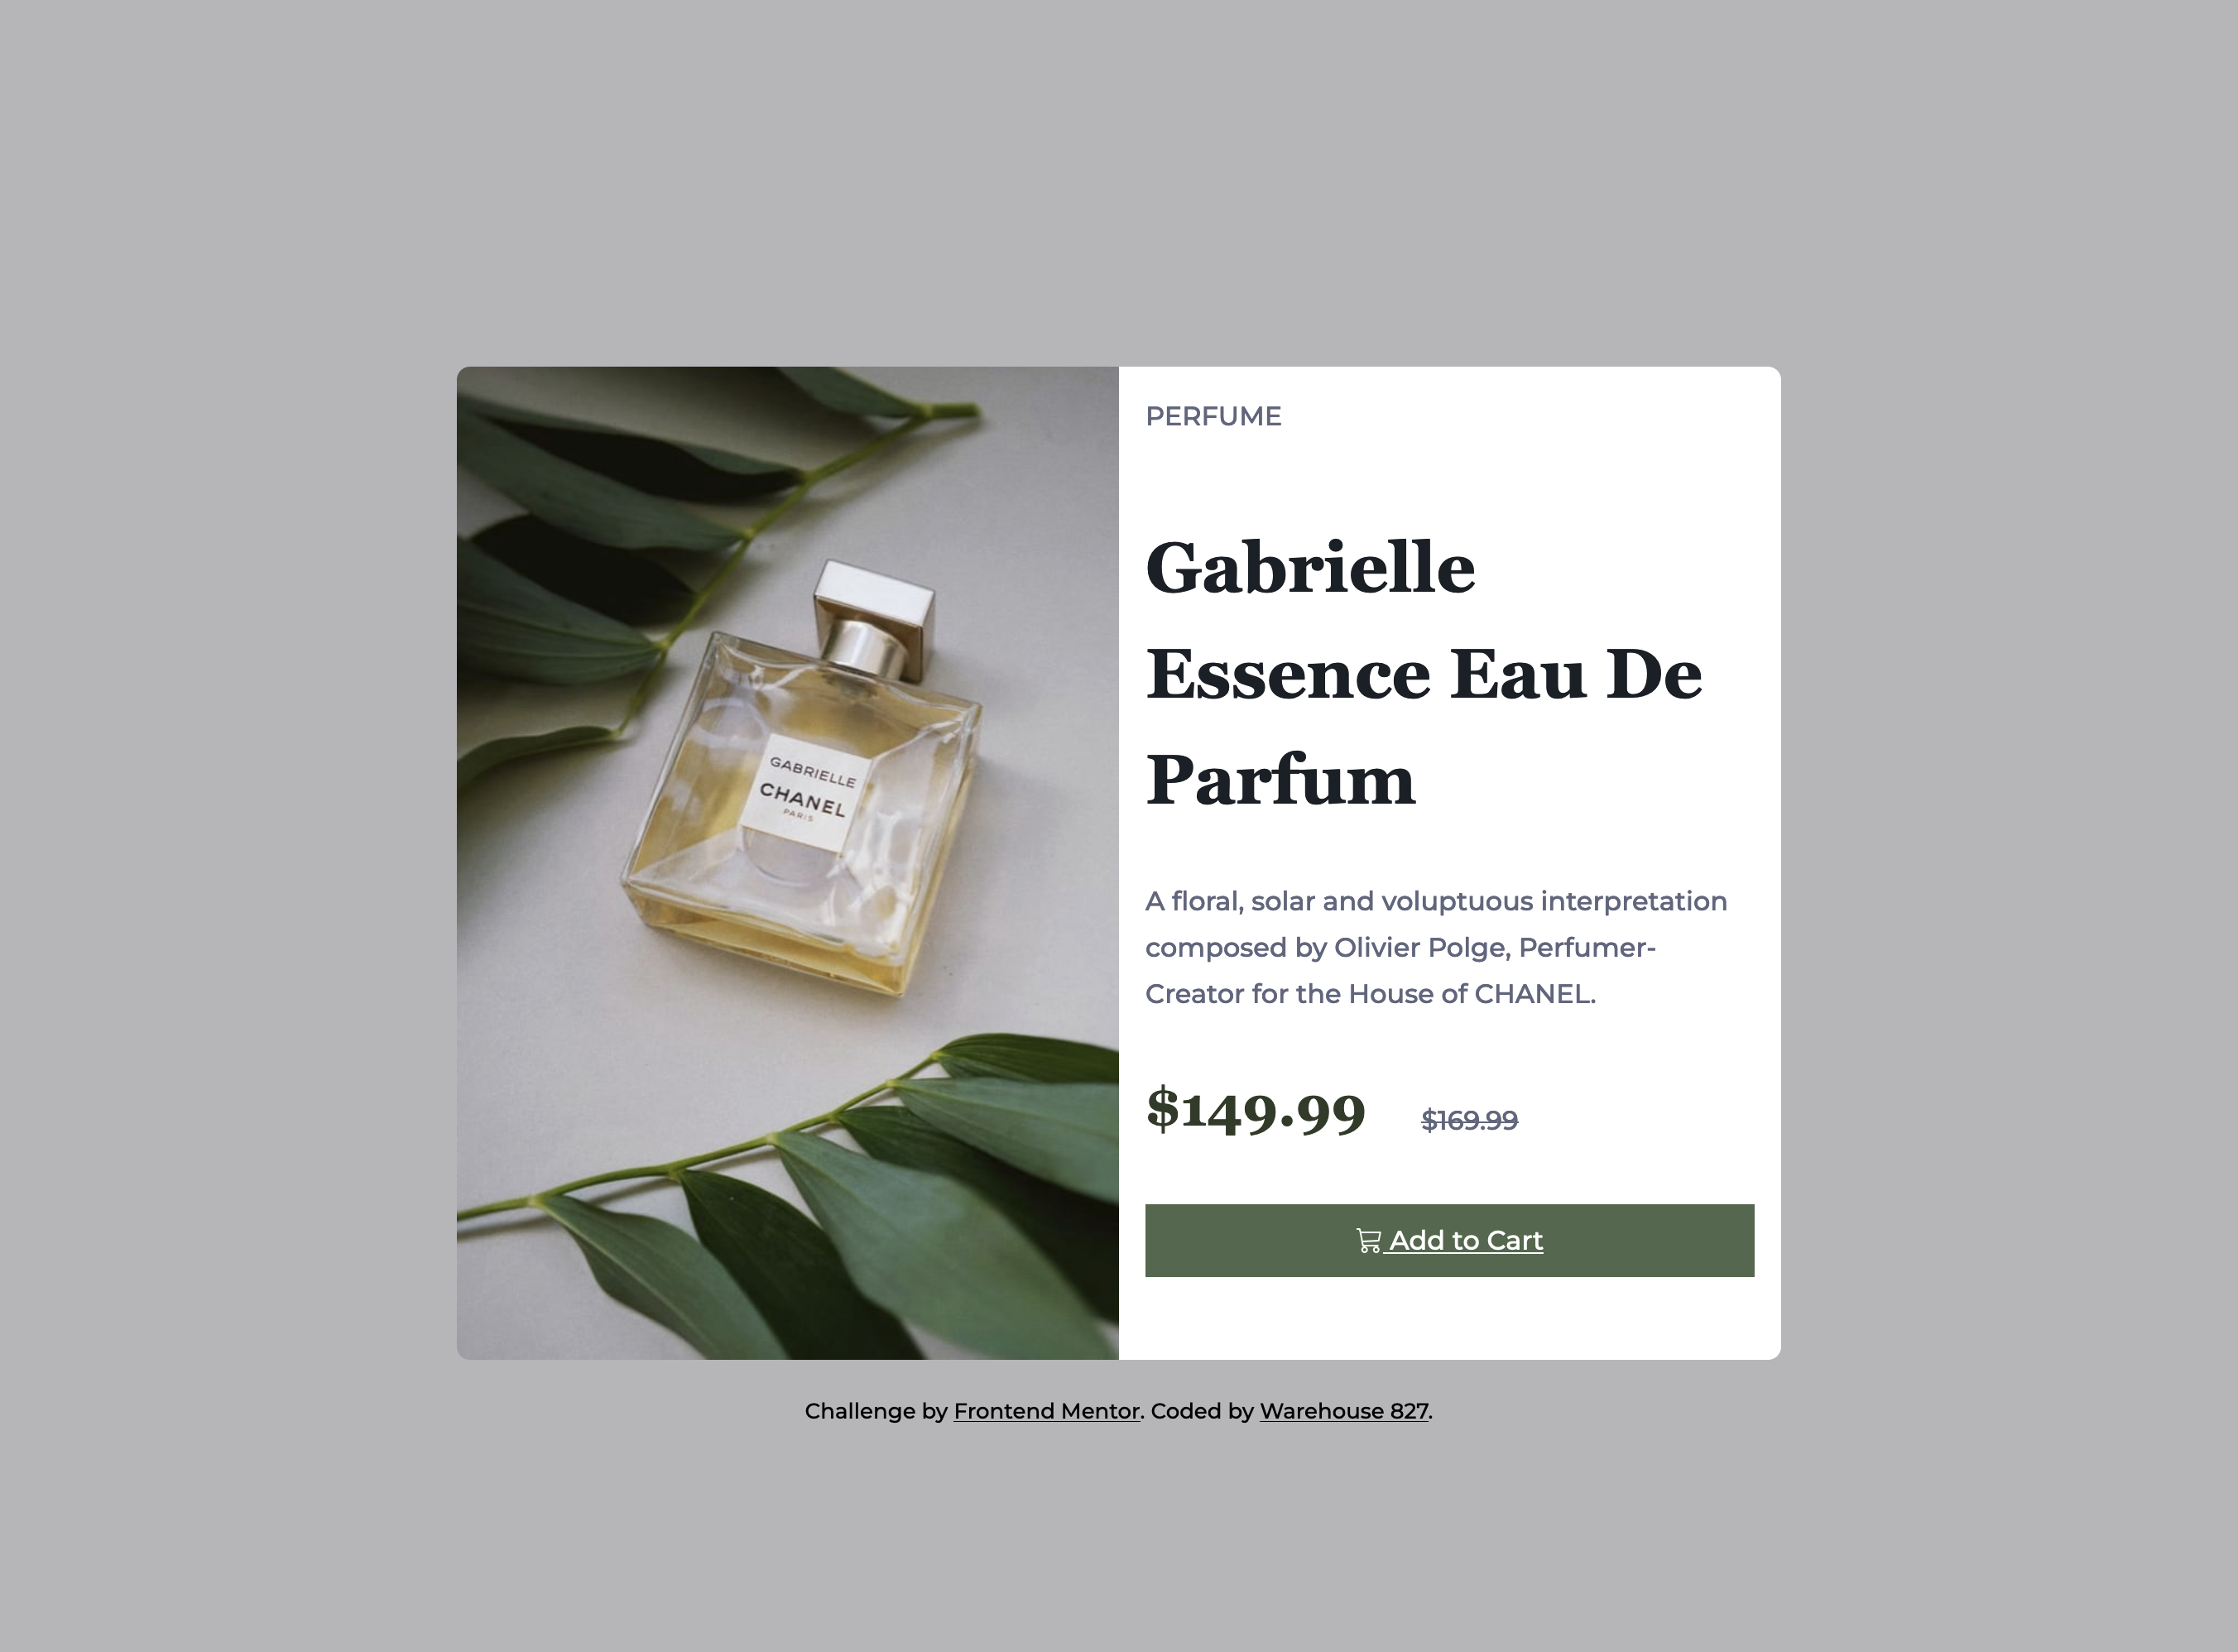 GABRIELLE
CHANEL
PARIS
PERFUME
Gabrielle
Essence Eau De
Parfum
A floral, solar and voluptuous interpretation
composed by Olivier Polge, Perfumer-
Creator for the House of CHANEL.
$149.99 $169.99
Add to Cart
Challenge by Frontend Mentor. Coded by Warehouse 827.